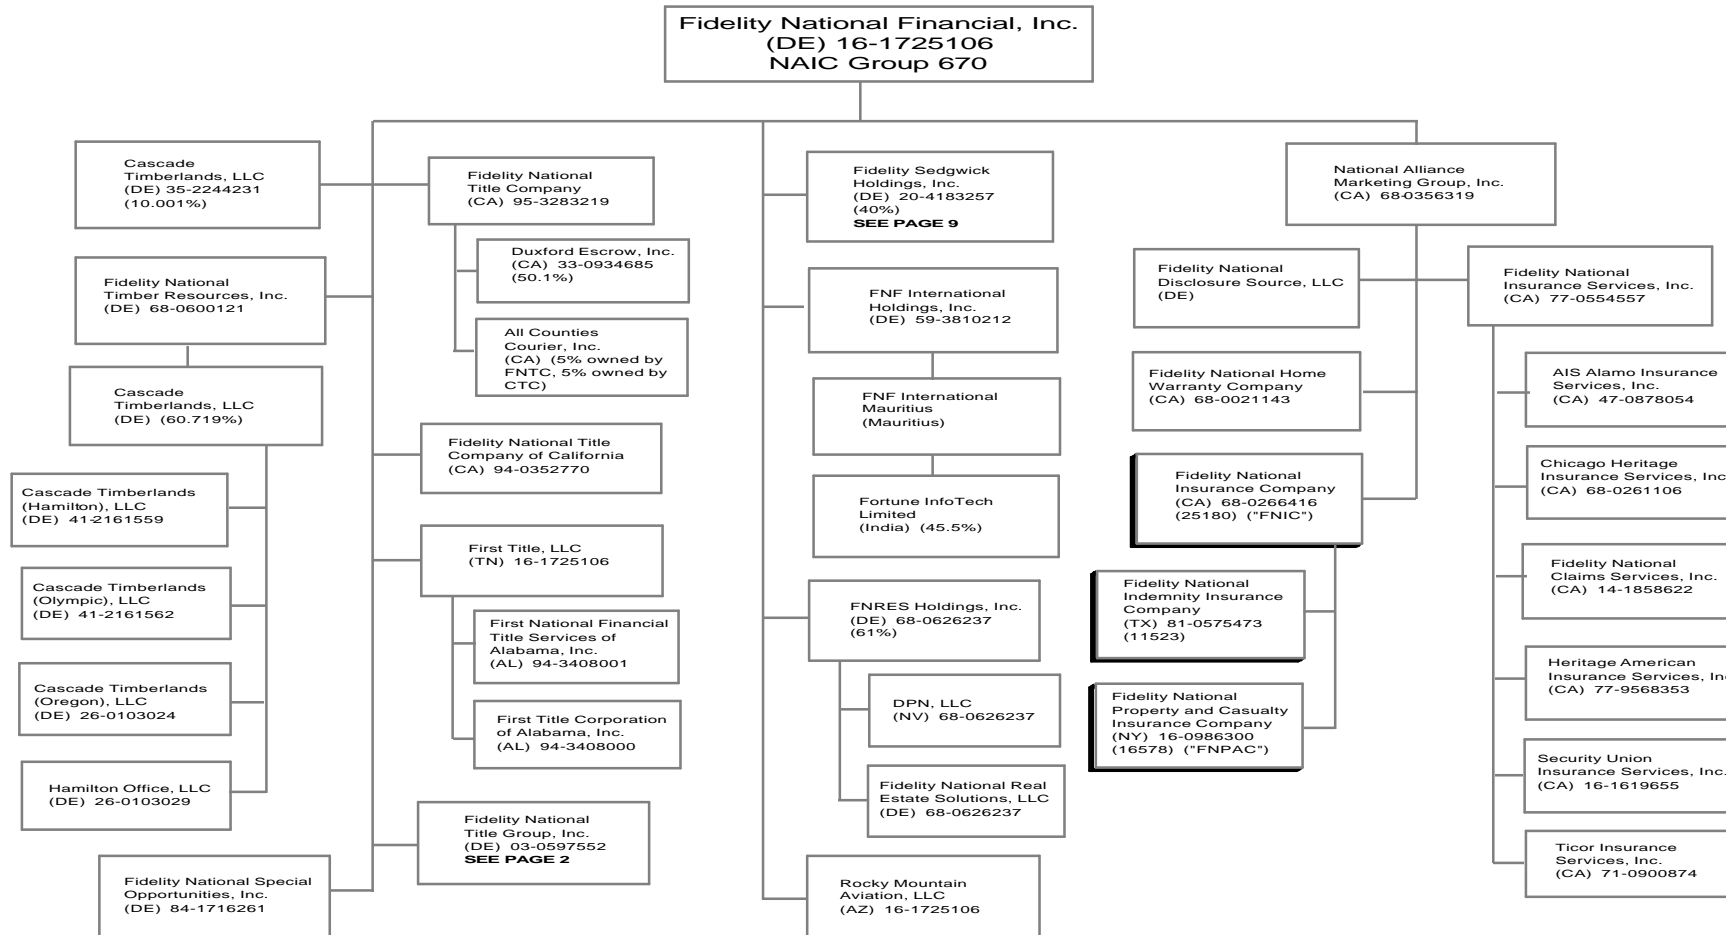 Fidelity National Financial, Inc.
(DE) 16-1725106
NAIC Group 670
Cascade
Timberlands, LLC
(DE) 35-2244231
(10.001%)
Fidelity National
Timber Resources, Inc.
(DE) 68-0600121
Cascade
Timberlands, LLC
(DE) (60.719%)
Cascade Timberlands
(Hamilton), LLC
(DE) 41-2161559
Cascade Timberlands
(Olympic), LLC
(DE) 41-2161562
Cascade Timberlands
(Oregon), LLC
(DE) 26-0103024
Hamilton Office, LLC
(DE) 26-0103029
Fidelity National Special
Opportunities, Inc.
(DE) 84-1716261
Fidelity National
Title Company
(CA) 95-3283219
Duxford Escrow, Inc.
(CA) 33-0934685
(50.1%)
All Counties
Courier, Inc.
(CA) (5% owned by
FNTC, 5% owned by
CTC)
Fidelity National Title
Company of California
(CA) 94-0352770
First Title, LLC
(TN) 16-1725106
First National Financial
Title Services of
Alabama, Inc.
(AL) 94-3408001
First Title Corporation
of Alabama, Inc.
(AL) 94-3408000
Fidelity National
Title Group, Inc.
(DE) 03-0597552
SEE PAGE 2
Fidelity Sedgwick
Holdings, Inc.
(DE) 20-4183257
(40%)
SEE PAGE 9
FNF International
Holdings, Inc.
(DE) 59-3810212
FNF International
Mauritius
(Mauritius)
Fortune InfoTech
Limited
(India) (45.5%)
FNRES Holdings, Inc.
(DE) 68-0626237
(61%)
DPN, LLC
(NV) 68-0626237
Fidelity National Real
Estate Solutions, LLC
(DE) 68-0626237
Rocky Mountain
Aviation, LLC
(AZ) 16-1725106
National Alliance
Marketing Group, Inc.
(CA) 68-0356319
Fidelity National
Disclosure Source, LLC
(DE)
Fidelity National Home
Warranty Company
(CA) 68-0021143
Fidelity National
Insurance Company
(CA) 68-0266416
(25180) ("FNIC")
Fidelity National
Indemnity Insurance
Company
(TX) 81-0575473
(11523)
Fidelity National
Property and Casualty
Insurance Company
(NY) 16-0986300
(16578) ("FNPAC")
Fidelity National
Insurance Services, Inc.
(CA) 77-0554557
AIS Alamo Insurance
Services, Inc.
(CA) 47-0878054
Chicago Heritage
Insurance Services, Inc
(CA) 68-0261106
Fidelity National
Claims Services, Inc.
(CA) 14-1858622
Heritage American
Insurance Services, Inc
(CA) 77-9568353
Security Union
Insurance Services, Inc.
(CA) 16-1619655
Ticor Insurance
Services, Inc.
(CA) 71-0900874